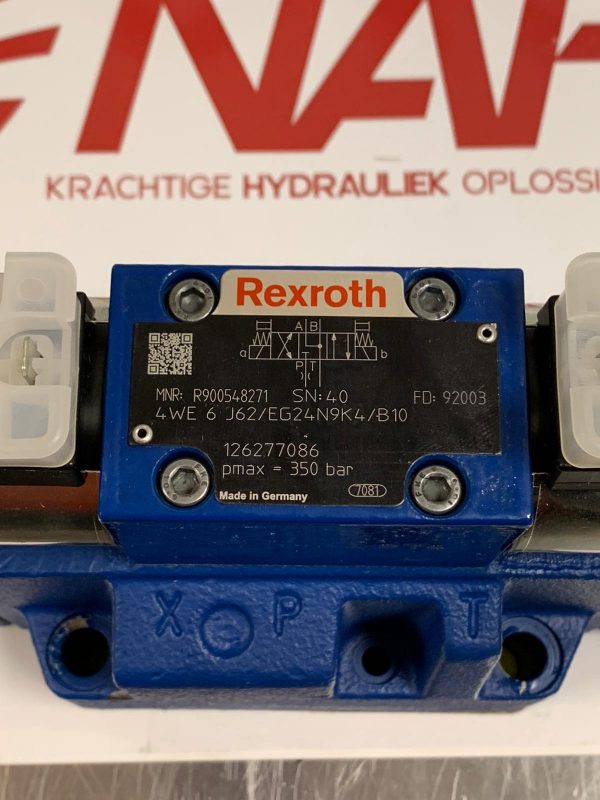 NAH
KRACHTIGE HYDRAULIEK OPLOSSI
Rexroth
A B
a b
P T
MNR: R900548271 SN: 40 FD: 92003
4WE 6 J62/EG24N9K4/B10
126277086
pmax = 350 bar
Made in Germany 7081
X P T